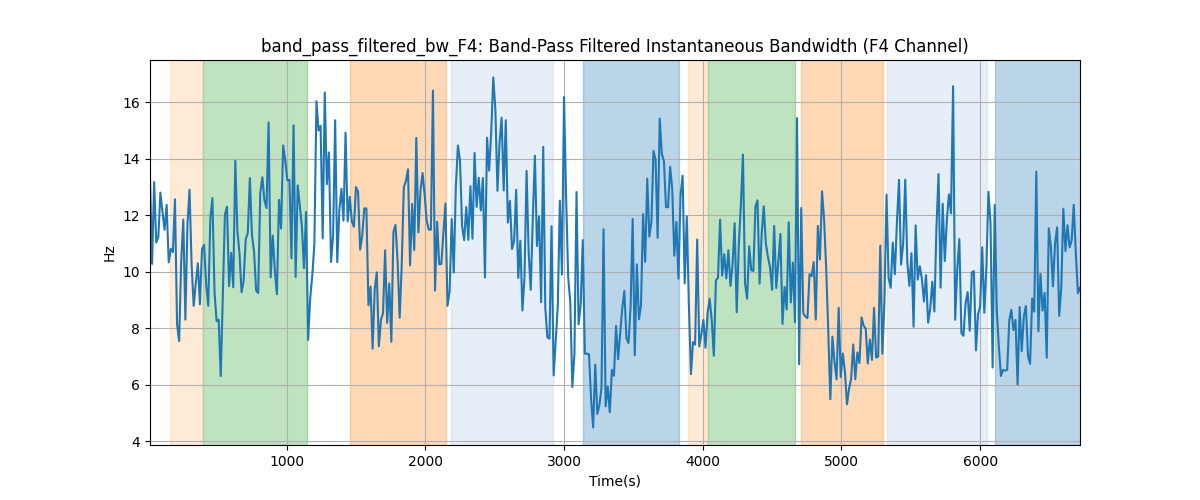 band_pass_filtered_bw_F4: Band-Pass Filtered Instantaneous Bandwidth (F4 Channel)
16
14
12
10
8
6
4
Hz
1000 2000 3000 4000 5000 6000
Time(s)